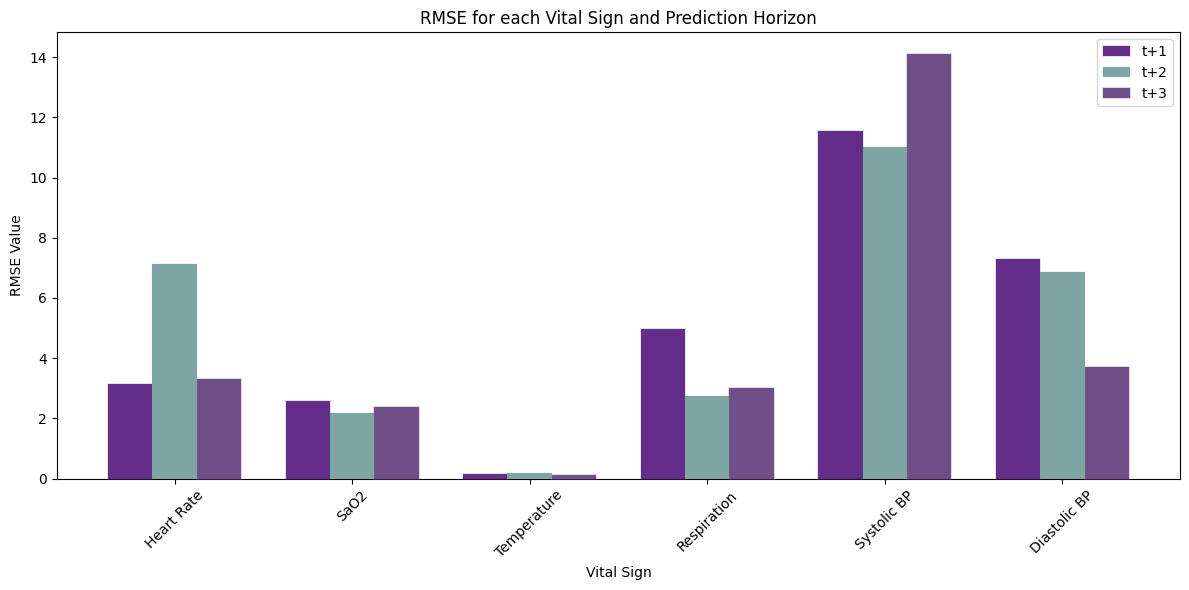 RMSE for each Vital Sign and Prediction Horizon
t+1
t+2
t+3
RMSE Value
14
12
10
8
6
4
2
0
Heart Rate
SaO2
Temperature
Respiration
Systolic BP
Diastolic BP
Vital Sign